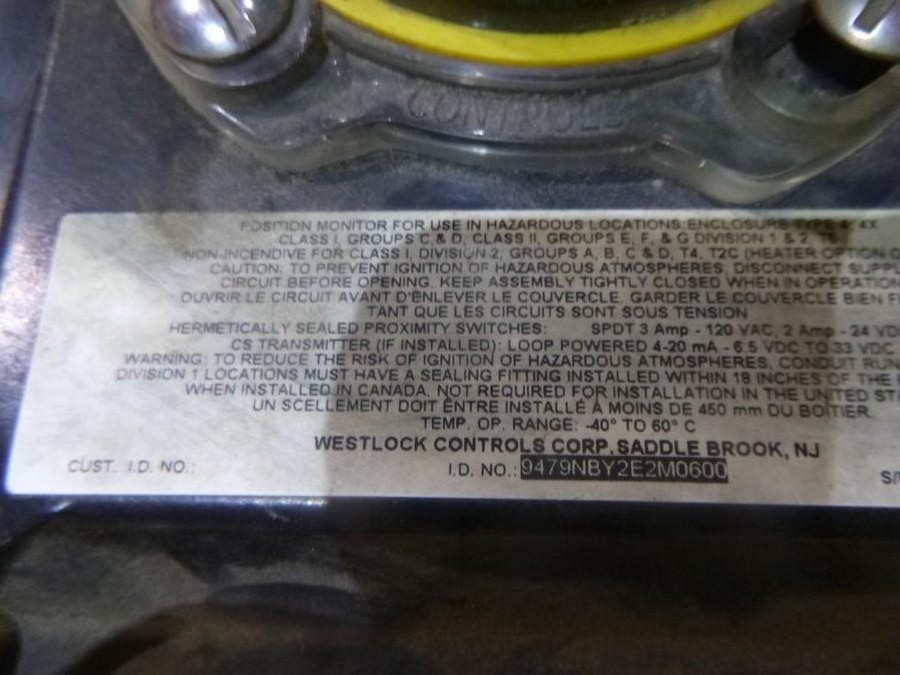 CONTROLS
POSITION MONITOR FOR USE IN HAZARDOUS LOCATIONS: ENCLOSURE TYPE 4, 4X
CLASS I, GROUPS C, & D, CLASS II, GROUPS E, F, & G DIVISION 1 & 2,
NON-INCENDIVE FOR CLASS I, DIVISION 2, GROUPS A, B, C & D, T4, T2C (HEATER OPTION
CAUTION: TO PREVENT IGNITION OF HAZARDOUS ATMOSPHERES, DISCONNECT
CIRCUIT BEFORE OPENING. KEEP ASSEMBLY TIGHTLY CLOSED WHEN IN OPERATION
OUVRIR LE CIRCUIT AVANT D'ENLEVER LE COUVERCLE, GARDER LE COUVERCLE BIEN
TANT QUE LES CIRCUITS SONT SOUS TENSION
HERMETICALLY SEALED PROXIMITY SWITCHES: SPDT 3 Amp - 120 VAC, 2 Amp - 24
CS TRANSMITTER (IF INSTALLED): LOOP POWERED 4-20 mA - 6.5 VDC TO 33 VDC
WARNING: TO REDUCE THE RISK OF IGNITION OF HAZARDOUS ATMOSPHERES, CONDUIT
DIVISION 1 LOCATIONS MUST HAVE A SEALING FITTING INSTALLED WITHIN 18 INCHES OF THE
WHEN INSTALLED IN CANADA, NOT REQUIRED FOR INSTALLATION IN THE UNITED
UN SCELLEMENT DOIT ÊNTRE INSTALLÉ À MOINS DE 450 mm DU BOÎTIER.
TEMP. OP. RANGE: -40° TO 60° C
WESTLOCK CONTROLS CORP. SADDLE BROOK, NJ
CUST. I.D. NO.: I.D. NO.: 9479NBY2E2M0600